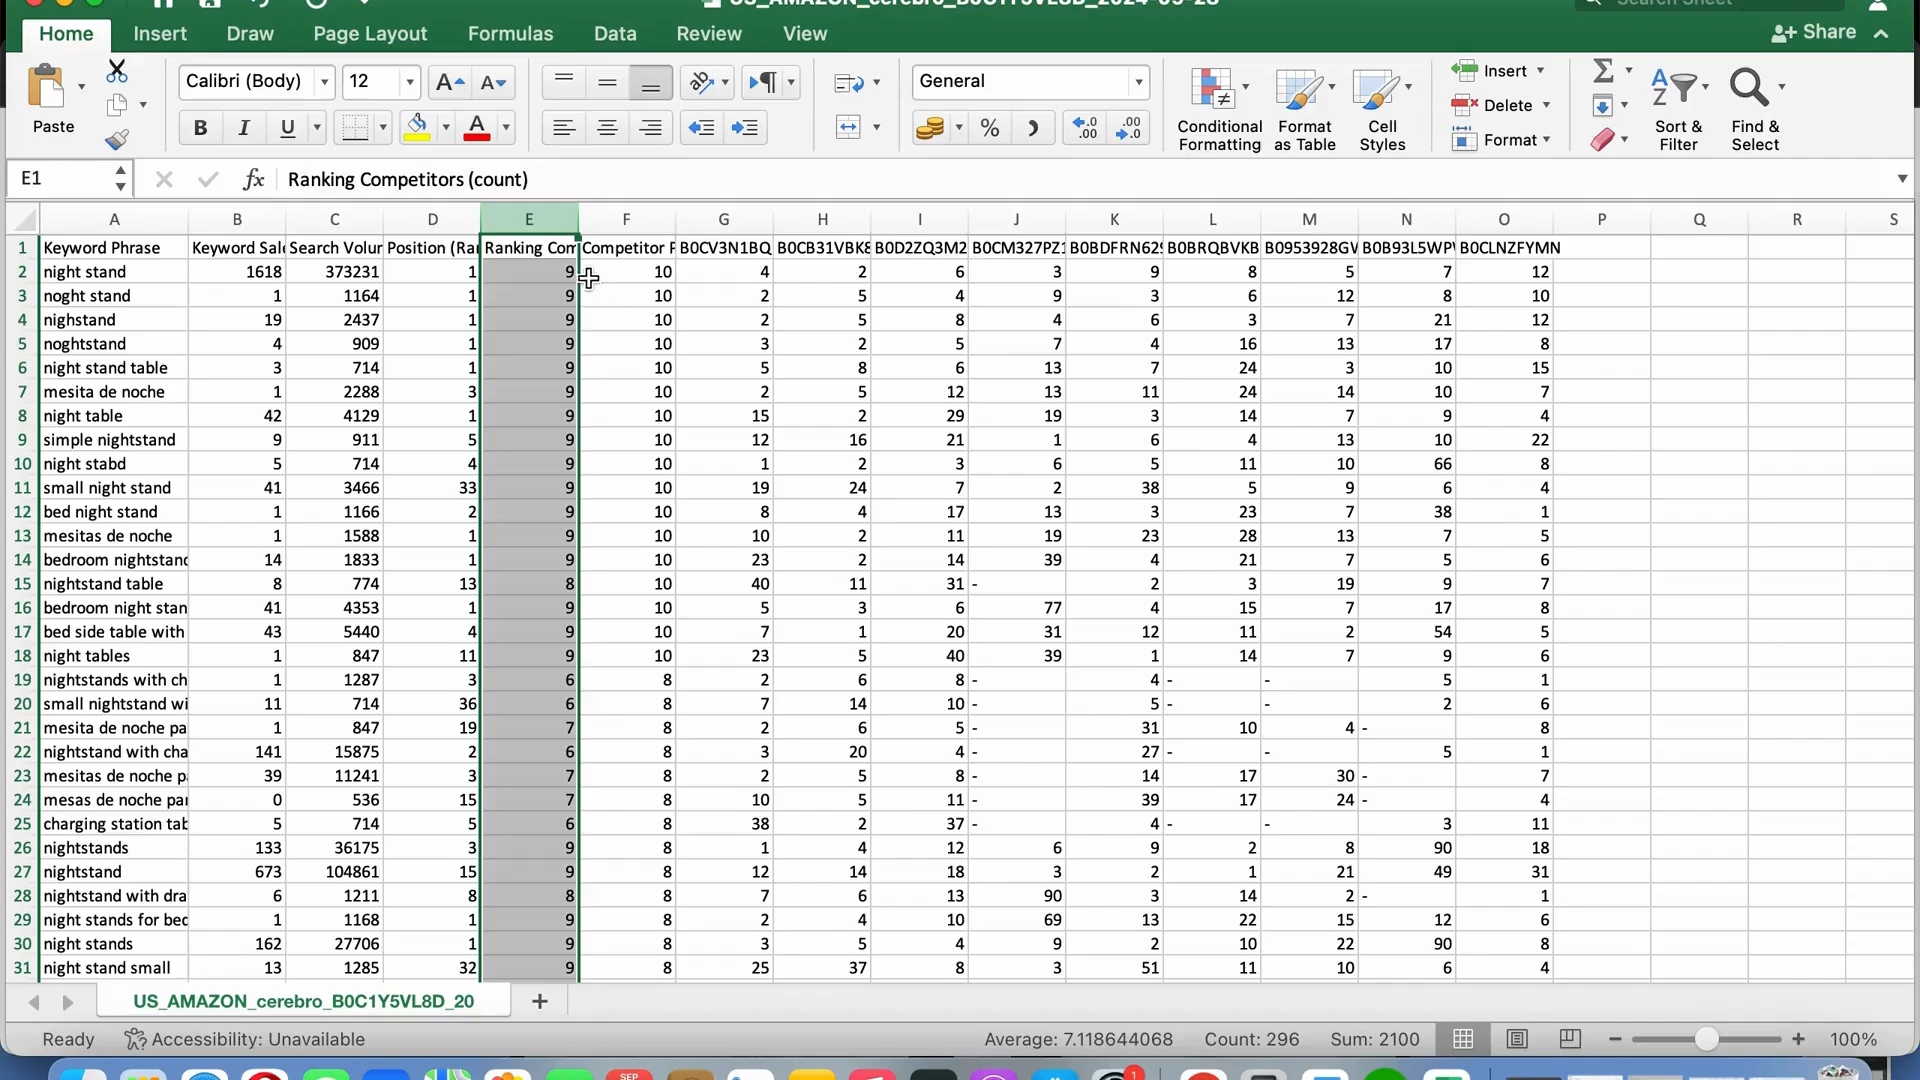 US_AMAZON_cerebro_B0C1Y5VL8D_2024-09-28
Search Sheet
Home Insert Draw Page Layout Formulas Data Review View Share
Calibri (Body) 12 General Insert
Delete
Format
Paste Conditional Formatting Format as Table Cell Styles Sort & Filter Find & Select
E1 fx Ranking Competitors (count)
A B C D E F G H I J K L M N O P Q R S
1 Keyword Phrase Keyword Sale Search Volum Position (Ran Ranking Com Competitor P B0CV3N1BQ B0CB31VBK8 B0D2ZQ3M2 B0CM327PZ1 B0BDFRN629 B0BRQBVKB B0953928GV B0B93L5WPV B0CLNZFYMN
2 night stand 1618 373231 1 9 10 4 2 6 3 9 8 5 7 12
3 noght stand 1 1164 1 9 10 2 5 4 9 3 6 12 8 10
4 nighstand 19 2437 1 9 10 2 5 8 4 6 3 7 21 12
5 noghtstand 4 909 1 9 10 3 2 5 7 4 16 13 17 8
6 night stand table 3 714 1 9 10 5 8 6 13 7 24 3 10 15
7 mesita de noche 1 2288 3 9 10 2 5 12 13 11 24 14 10 7
8 night table 42 4129 1 9 10 15 2 29 19 3 14 7 9 4
9 simple nightstand 9 911 5 9 10 12 16 21 1 6 4 13 10 22
10 night stabd 5 714 4 9 10 1 2 3 6 5 11 10 66 8
11 small night stand 41 3466 33 9 10 19 24 7 2 38 5 9 6 4
12 bed night stand 1 1166 2 9 10 8 4 17 13 3 23 7 38 1
13 mesitas de noche 1 1588 1 9 10 10 2 11 19 23 28 13 7 5
14 bedroom nightstand 14 1833 1 9 10 23 2 14 39 4 21 7 5 6
15 nightstand table 8 774 13 8 10 40 11 31 - 2 3 19 9 7
16 bedroom night stan 41 4353 1 9 10 5 3 6 77 4 15 7 17 8
17 bed side table with 43 5440 4 9 10 7 1 20 31 12 11 2 54 5
18 night tables 1 847 11 9 10 23 5 40 39 1 14 7 9 6
19 nightstands with ch 1 1287 3 6 8 2 6 8 - 4 - - 5 1
20 small nightstand wi 11 714 36 6 8 7 14 10 - 5 - - 2 6
21 mesita de noche pa 1 847 19 7 8 2 6 5 - 31 10 4 - 8
22 nightstand with cha 141 15875 2 6 8 3 20 4 - 27 - - 5 1
23 mesitas de noche pa 39 11241 3 7 8 2 5 8 - 14 17 30 - 7
24 mesas de noche par 0 536 15 7 8 10 5 11 - 39 17 24 - 4
25 charging station tab 5 714 5 6 8 38 2 37 - 4 - - 3 11
26 nightstands 133 36175 3 9 8 1 4 12 6 9 2 8 90 18
27 nightstand 673 104861 15 9 8 12 14 18 3 2 1 21 49 31
28 nightstand with dra 6 1211 8 8 8 7 6 13 90 3 14 2 - 1
29 night stands for bed 1 1168 1 9 8 2 4 10 69 13 22 15 12 6
30 night stands 162 27706 1 9 8 3 5 4 9 2 10 22 90 8
31 night stand small 13 1285 32 9 8 25 37 8 3 51 11 10 6 4
US_AMAZON_cerebro_B0C1Y5VL8D_20
Ready Accessibility: Unavailable Average: 7.118644068 Count: 296 Sum: 2100 100%
SEP 1